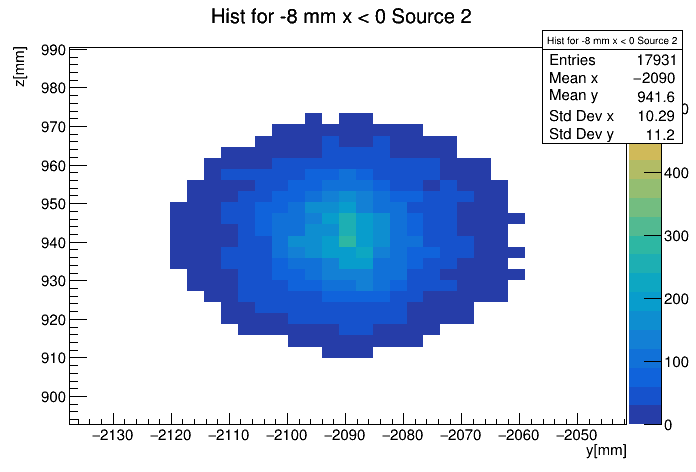 Hist for -8 mm x < 0 Source 2
z[mm]
990
980
970
960
950
940
930
920
910
900
−2130 −2120 −2110 −2100 −2090 −2080 −2070 −2060 −2050
y[mm]
Hist for -8 mm x < 0 Source 2
Entries 17931
Mean x −2090
Mean y 941.6
Std Dev x 10.29
Std Dev y 11.2
400
300
200
100
0